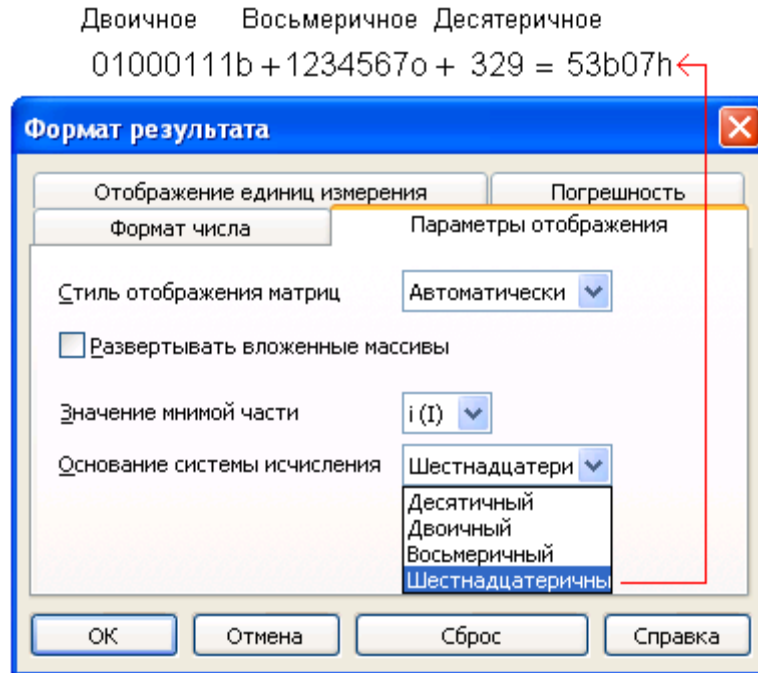 Двоичное Восьмеричное Десятеричное
01000111b + 1234567o + 329 = 53b07h
Формат результата
Отображение единиц измерения Погрешность
Формат числа Параметры отображения
Стиль отображения матриц Автоматически
Развертывать вложенные массивы
Значение мнимой части i (I)
Основание системы исчисления Шестнадцатери
Десятичный
Двоичный
Восьмеричный
Шестнадцатеричны
ОК Отмена Сброс Справка